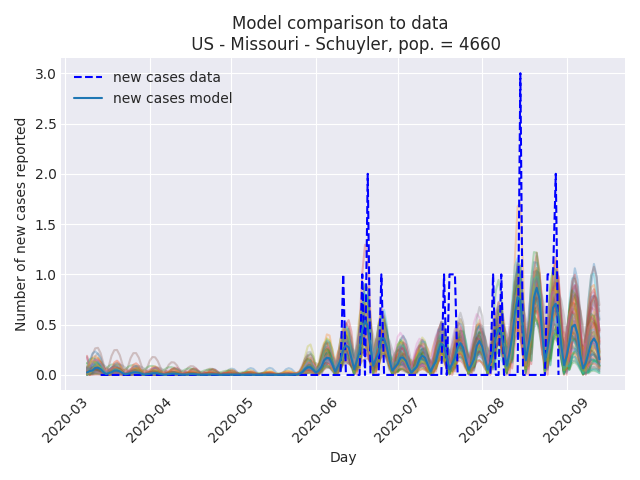 Model comparison to data
US - Missouri - Schuyler, pop. = 4660
new cases data
new cases model
Number of new cases reported
3.0
2.5
2.0
1.5
1.0
0.5
0.0
2020-03
2020-04
2020-05
2020-06
2020-07
2020-08
2020-09
Day